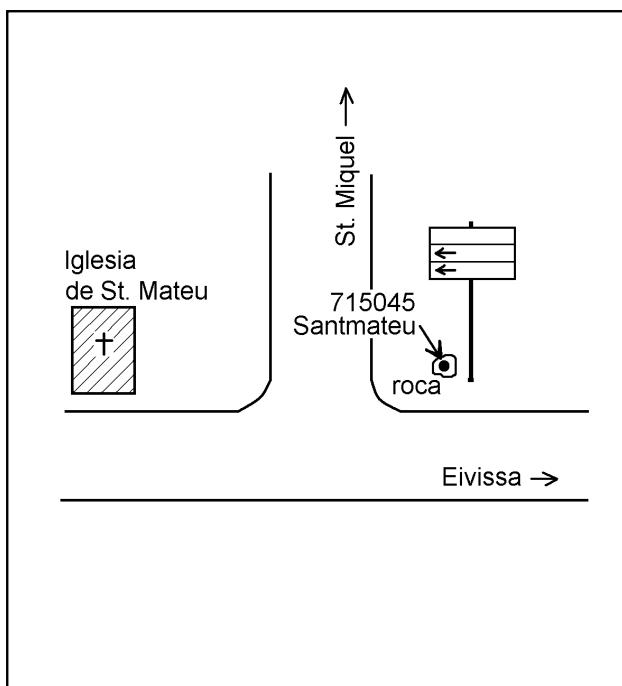 St. Miquel
Iglesia
de St. Mateu
715045
Santmateu
roca
Eivissa